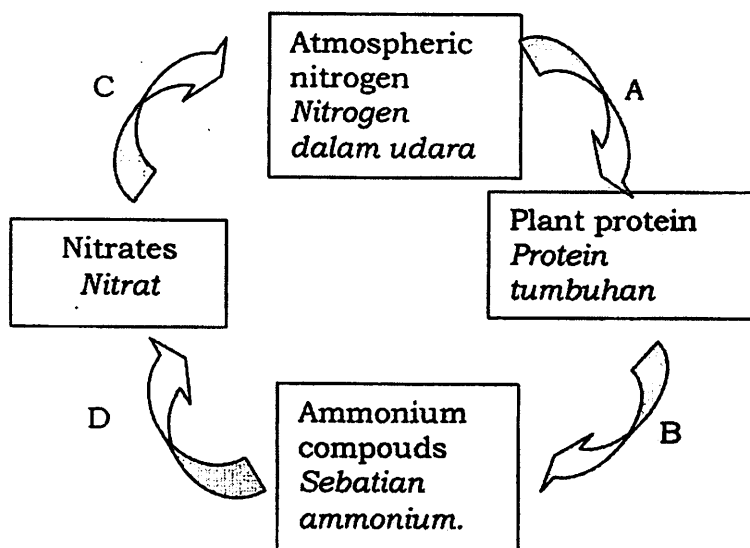 Atmospheric
nitrogen
Nitrogen
dalam udara
C
A
Nitrates
Nitrat
Plant protein
Protein
tumbuhan
D
Ammonium
compouds
Sebatian
ammonium.
B